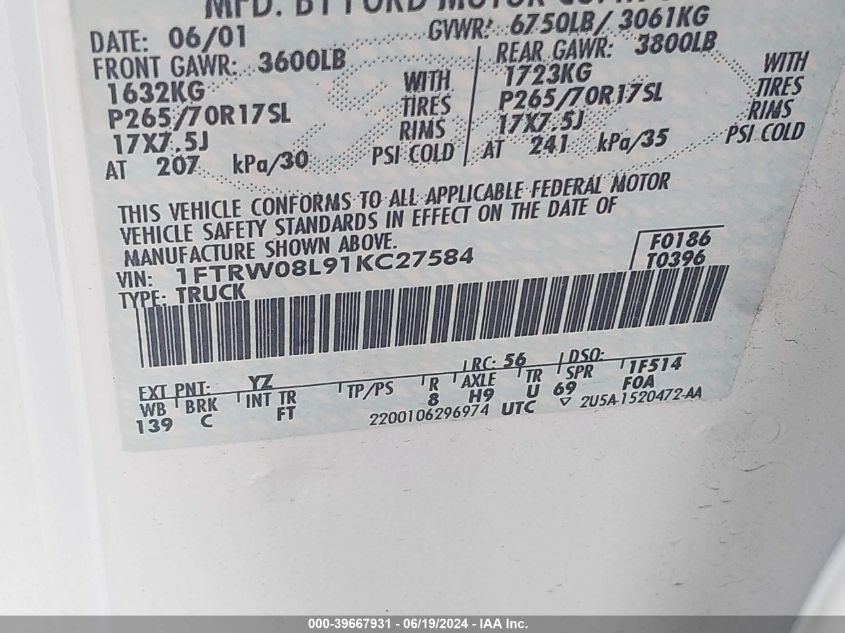 MFD. BY FORD MOTOR CO.
DATE: 06/01 GVWR: 6750LB/ 3061KG
FRONT GAWR: 3600LB REAR GAWR: 3800LB
1632KG WITH 1723KG WITH
P265/70R17SL TIRES P265/70R17SL TIRES
17X7.5J RIMS 17X7.5J RIMS
AT 207 kPa/30 PSI COLD AT 241 kPa/35 PSI COLD
THIS VEHICLE CONFORMS TO ALL APPLICABLE FEDERAL MOTOR
VEHICLE SAFETY STANDARDS IN EFFECT ON THE DATE OF
MANUFACTURE SHOWN ABOVE.
VIN: 1FTRW08L91KC27584 F0186
TYPE: TRUCK T0396
EXT PNT: YZ RC: 56 DSO:
WB BRK INT TR TP/PS R AXLE TR SPR 1F514
139 C FT 8 H9 U 69 F0A
2200106296974 UTC ▽ 2U5A-1520472-AA
000-39667931 - 06/19/2024 - IAA Inc.